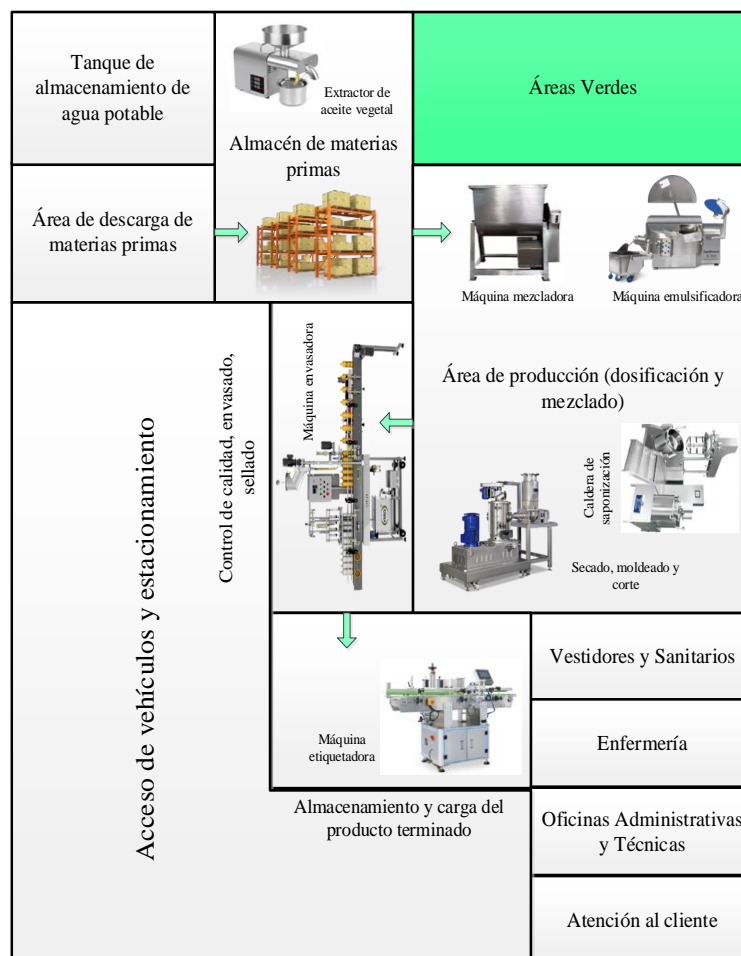 Tanque de
almacenamiento de
agua potable
Extractor de
aceite vegetal
Almacén de materias
primas
Áreas Verdes
Área de descarga de
materias primas
Máquina mezcladora
Máquina emulsificadora
Área de producción (dosificación y
mezclado)
Caldera de
saponización
Secado, moldeado y
corte
Máquina envasadora
Control de calidad, envasado,
sellado
Acceso de vehículos y estacionamiento
Máquina
etiquetadora
Almacenamiento y carga del
producto terminado
Vestidores y Sanitarios
Enfermería
Oficinas Administrativas
y Técnicas
Atención al cliente